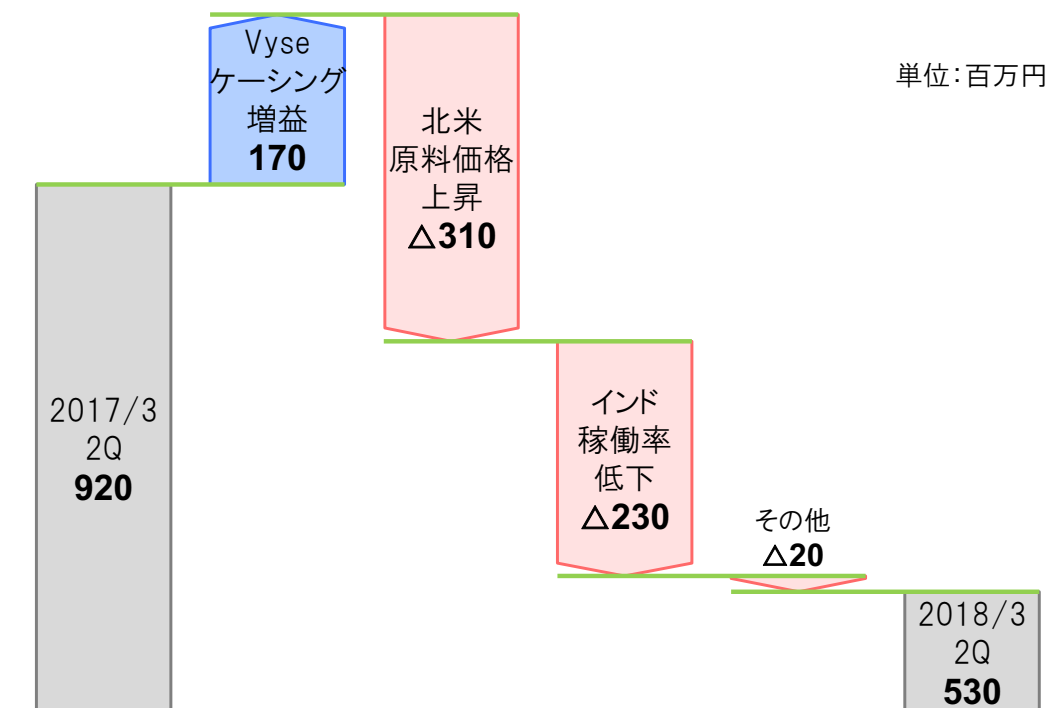 Vyse
ケーシング
増益
170
単位：百万円
北米
原料価格
上昇
△310
2017/3
2Q
920
インド
稼働率
低下
△230
その他
△20
2018/3
2Q
530